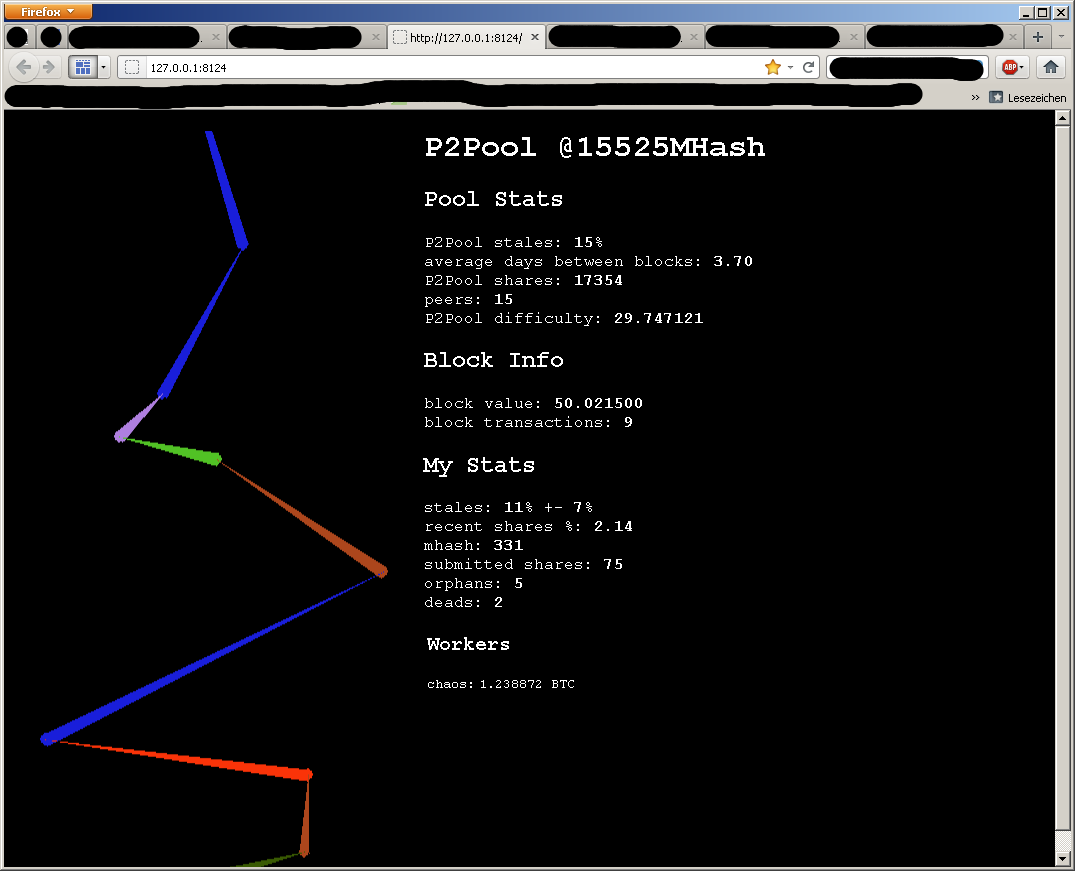 Firefox
http://127.0.0.1:8124/
127.0.0.1:8124
ABP
» Lesezeichen
P2Pool @15525MHash
Pool Stats
P2Pool stales: 15%
average days between blocks: 3.70
P2Pool shares: 17354
peers: 15
P2Pool difficulty: 29.747121
Block Info
block value: 50.021500
block transactions: 9
My Stats
stales: 11% +- 7%
recent shares %: 2.14
mhash: 331
submitted shares: 75
orphans: 5
deads: 2
Workers
chaos: 1.238872 BTC